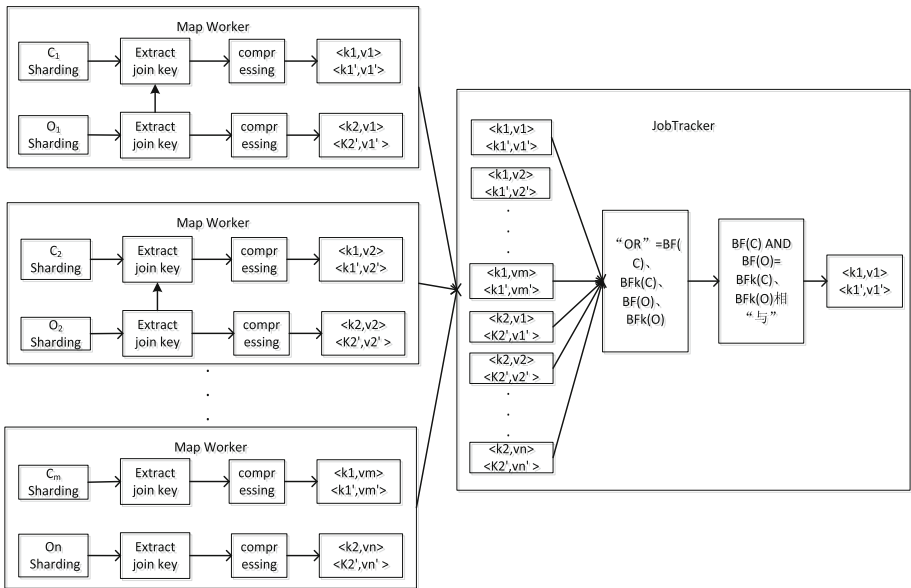 Map Worker
C1
Sharding
Extract
join key
compr
essing
<k1,v1>
<k1',v1'>
O1
Sharding
Extract
join key
compr
essing
<k2,v1>
<K2',v1' >
Map Worker
C2
Sharding
Extract
join key
compr
essing
<k1,v2>
<k1',v2'>
O2
Sharding
Extract
join key
compr
essing
<k2,v2>
<K2',v2' >
Map Worker
Cm
Sharding
Extract
join key
compr
essing
<k1,vm>
<k1',vm'>
On
Sharding
Extract
join key
compr
essing
<k2,vn>
<K2',vn' >
JobTracker
<k1,v1>
<k1',v1'>
<k1,v2>
<k1',v2'>
<k1,vm>
<k1',vm'>
<k2,v1>
<K2',v1' >
<k2,v2>
<K2',v2' >
<k2,vn>
<K2',vn' >
“OR”=BF(
C)、
BFk(C)、
BF(O)、
BFk(O)
BF(C) AND
BF(O)=
BFk(C)、
BFk(O)相
“与”
<k1,v1>
<k1',v1'>